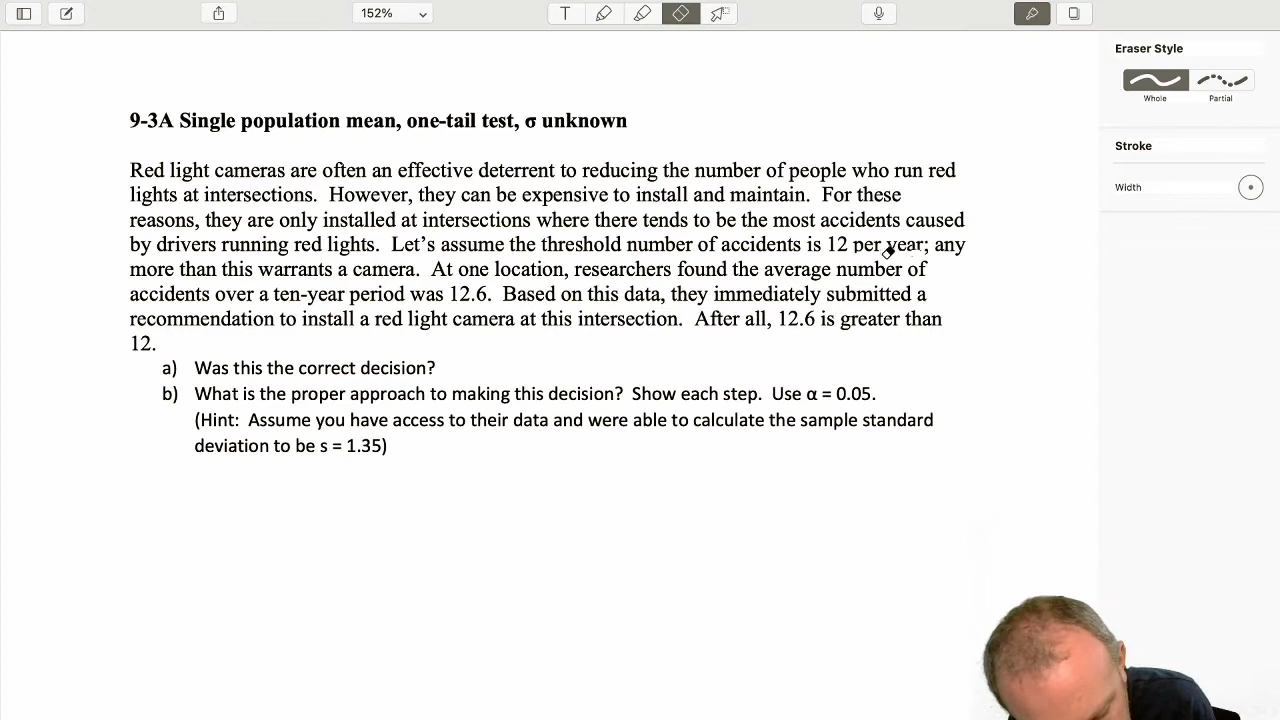 152%
T
Eraser Style
Whole
Partial
Stroke
Width
9-3A Single population mean, one-tail test, σ unknown
Red light cameras are often an effective deterrent to reducing the number of people who run red
lights at intersections.  However, they can be expensive to install and maintain.  For these
reasons, they are only installed at intersections where there tends to be the most accidents caused
by drivers running red lights.  Let’s assume the threshold number of accidents is 12 per year; any
more than this warrants a camera.  At one location, researchers found the average number of
accidents over a ten-year period was 12.6.  Based on this data, they immediately submitted a
recommendation to install a red light camera at this intersection.  After all, 12.6 is greater than
12.
a) Was this the correct decision?
b) What is the proper approach to making this decision?  Show each step.  Use α = 0.05.
(Hint:  Assume you have access to their data and were able to calculate the sample standard
deviation to be s = 1.35)